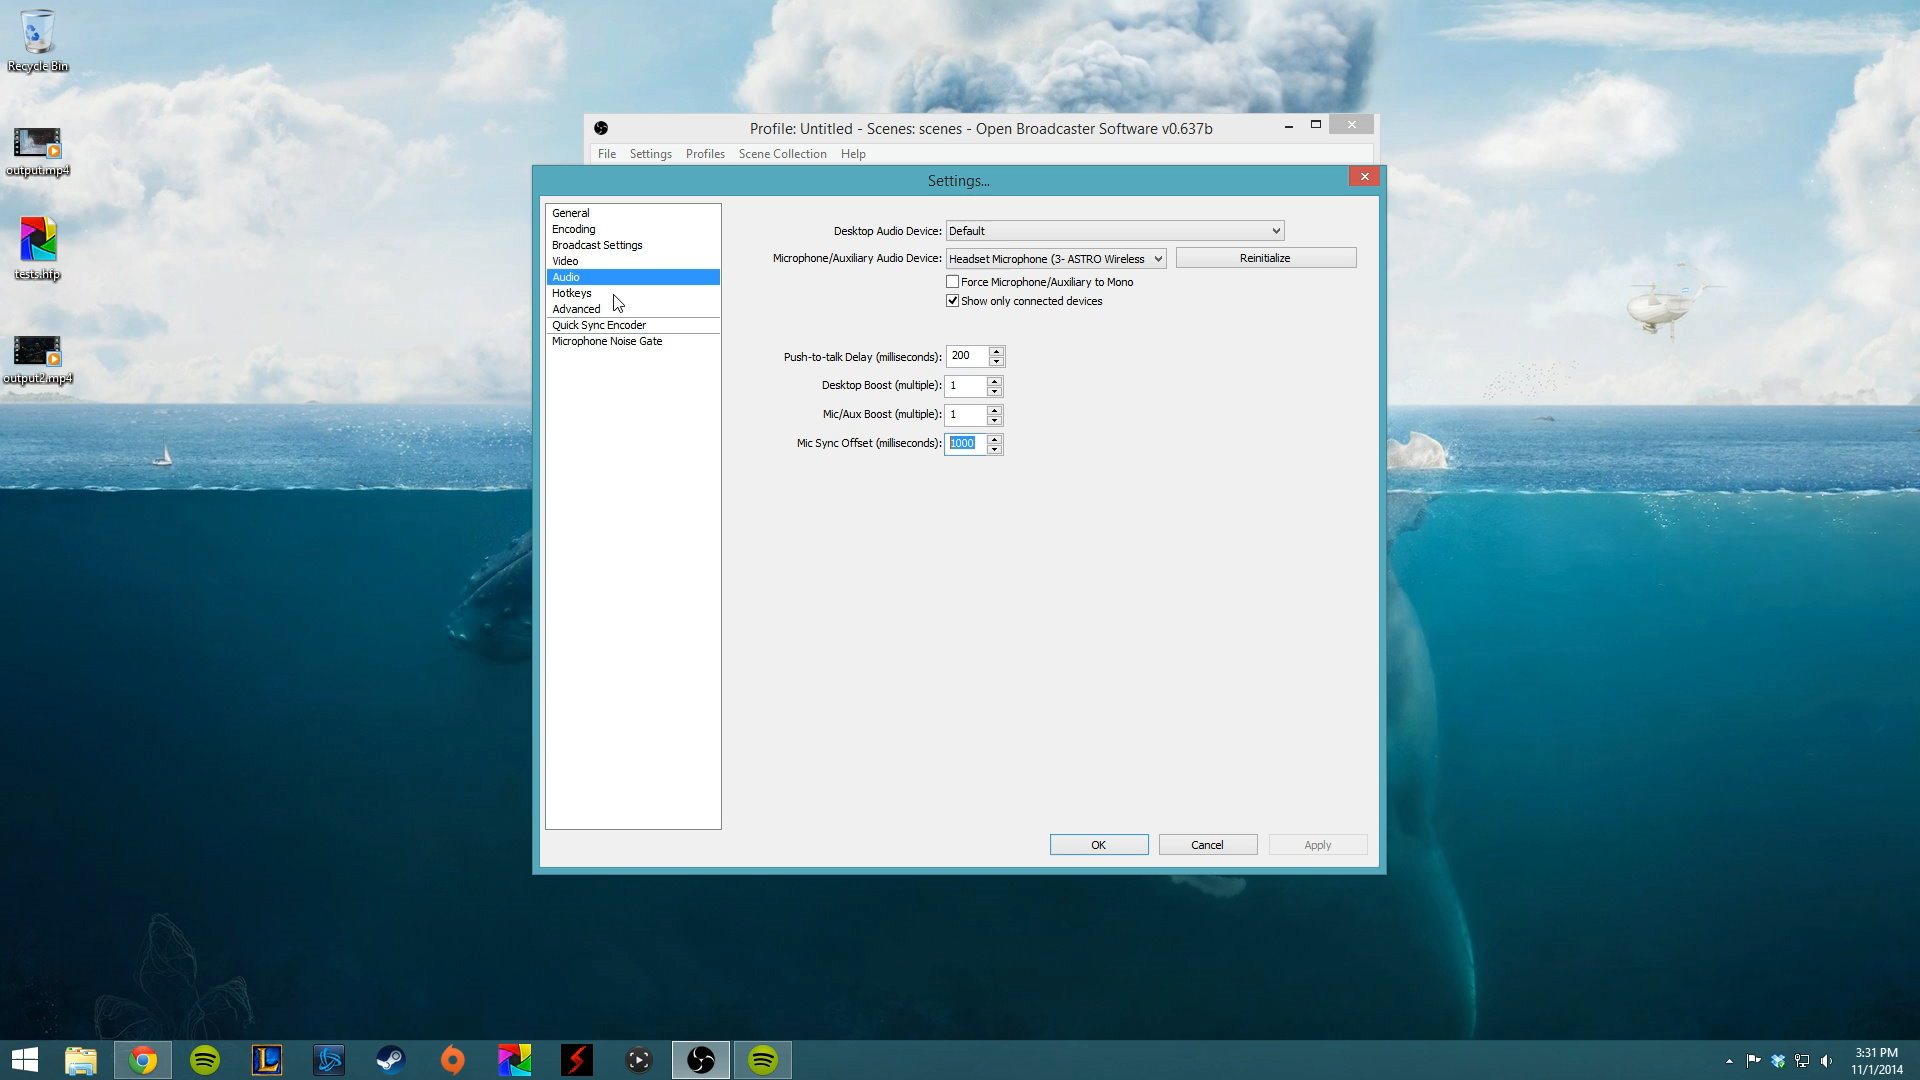 Recycle Bin
output.mp4
tests.hfp
output2.mp4
Profile: Untitled - Scenes: scenes - Open Broadcaster Software v0.637b
File Settings Profiles Scene Collection Help
Settings...
General
Encoding
Broadcast Settings
Video
Audio
Hotkeys
Advanced
Quick Sync Encoder
Microphone Noise Gate
Desktop Audio Device: Default
Microphone/Auxiliary Audio Device: Headset Microphone (3- ASTRO Wireless Reinitialize
Force Microphone/Auxiliary to Mono
Show only connected devices
Push-to-talk Delay (milliseconds): 200
Desktop Boost (multiple): 1
Mic/Aux Boost (multiple): 1
Mic Sync Offset (milliseconds): 1000
OK Cancel Apply
3:31 PM
11/1/2014